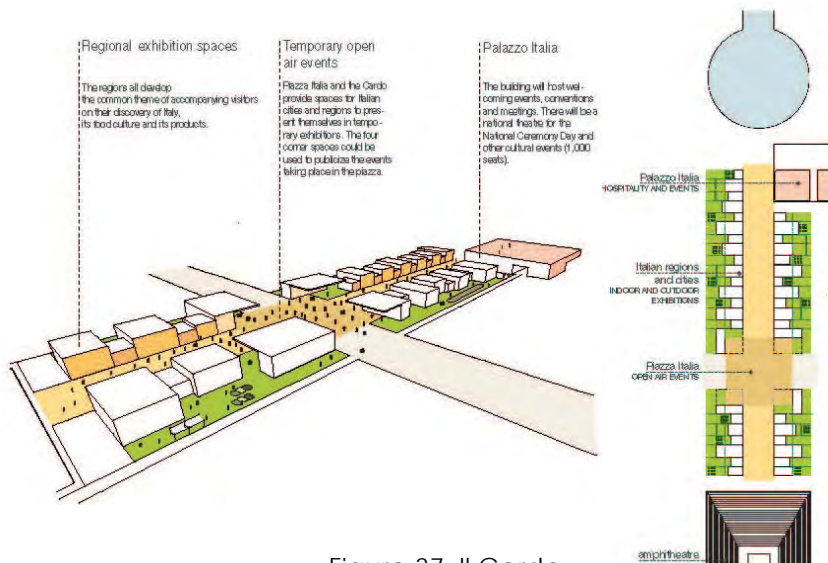 Regional exhibition spaces
The regions all develop
the common theme of accompanying visitors
on their discovery of Italy,
its food culture and its products.
Temporary open
air events
Piazza Italia and the Cardo
provide spaces for Italian
cities and regions to pres-
ent themselves in tempo-
rary exhibitions. The four
corner spaces could be
used to publicize the events
taking place in the piazza.
Palazzo Italia
The building will host wel-
coming events, conventions
and meetings. There will be a
national theatre for the
National Ceremony Day and
other cultural events (1,000
seats).
Palazzo Italia
HOSPITALITY AND EVENTS
Italian regions
and cities
INDOOR AND OUTDOOR
EXHIBITIONS
Piazza Italia
OPEN AIR EVENTS
amphitheatre
Figure 37. Il Cardo